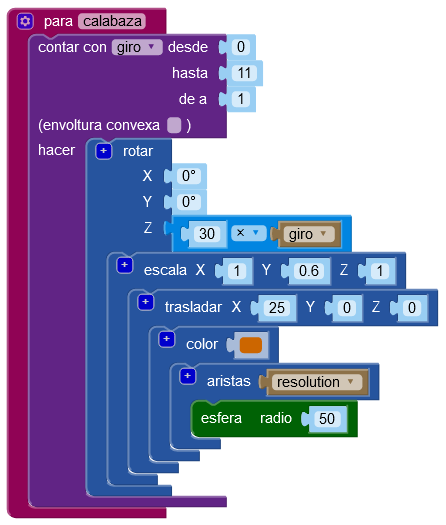 para calabaza
contar con giro desde 0
hasta 11
de a 1
(envoltura convexa )
hacer rotar
X 0°
Y 0°
Z 30 × giro
escala X 1 Y 0.6 Z 1
trasladar X 25 Y 0 Z 0
color
aristas resolution
esfera radio 50